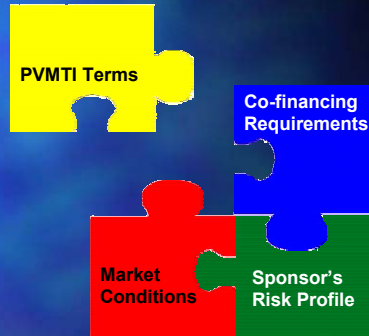 PVMTI Terms
Co-financing
Requirements
Market
Conditions
Sponsor's
Risk Profile